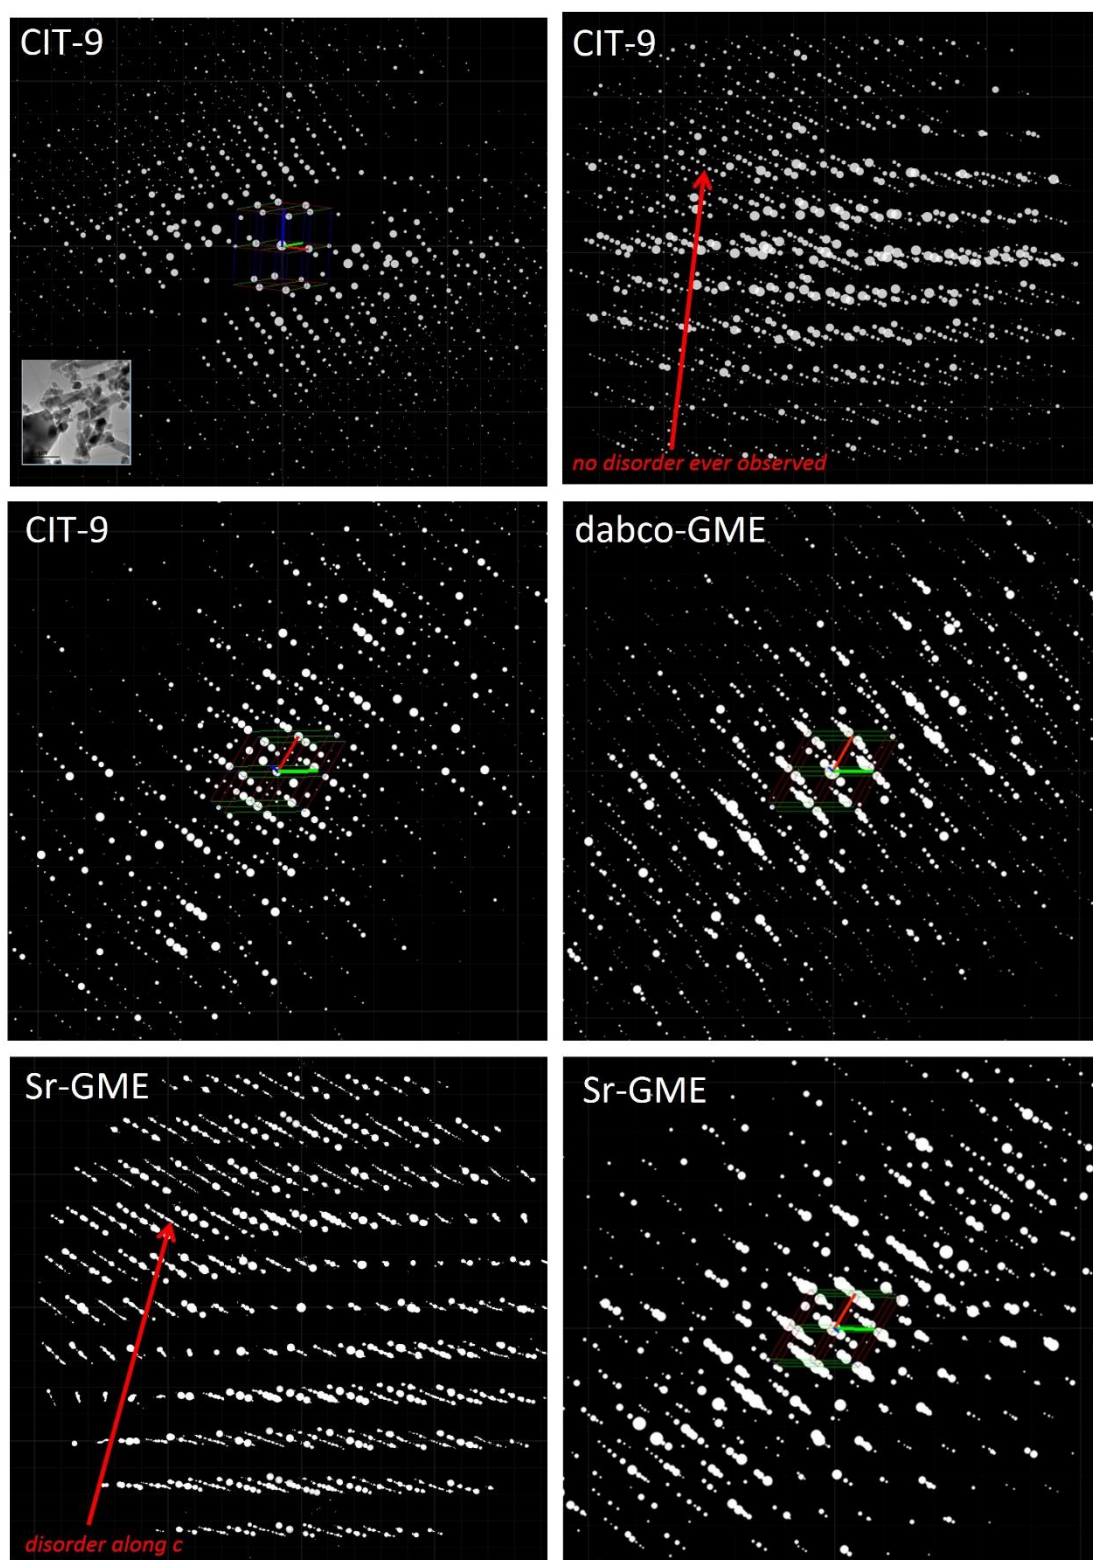 CIT-9
CIT-9
no disorder ever observed
CIT-9
dabco-GME
Sr-GME
Sr-GME
disorder along c